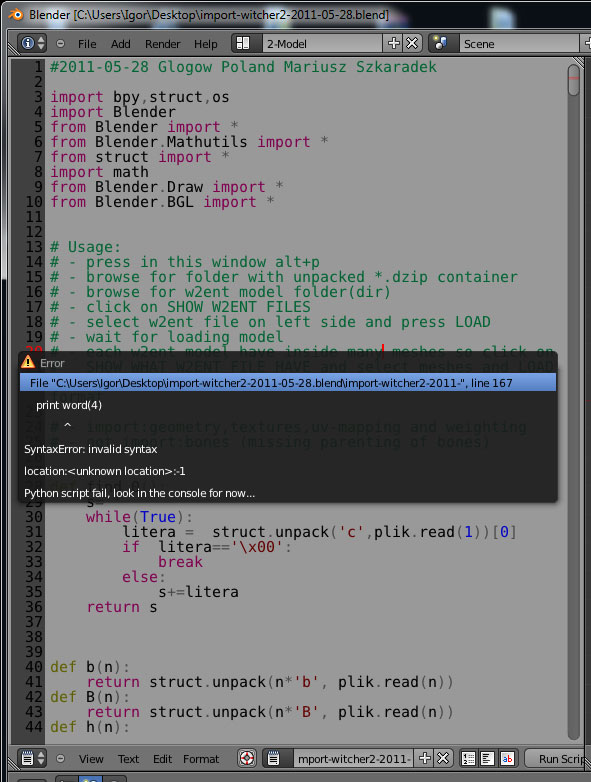 Blender [C:\Users\Igor\Desktop\import-witcher2-2011-05-28.blend]
File Add Render Help 2-Model Scene
1 #2011-05-28 Glogow Poland Mariusz Szkaradek
2
3 import bpy,struct,os
4 import Blender
5 from Blender import *
6 from Blender.Mathutils import *
7 from struct import *
8 import math
9 from Blender.Draw import *
10 from Blender.BGL import *
11
12
13 # Usage:
14 # - press in this window alt+p
15 # - browse for folder with unpacked *.dzip container
16 # - browse for w2ent model folder(dir)
17 # - click on SHOW W2ENT FILES
18 # - select w2ent file on left side and press LOAD
19 # - wait for loading model
20 # - each w2ent model have inside many meshes so click on
Error
File "C:\Users\Igor\Desktop\import-witcher2-2011-05-28.blend\import-witcher2-2011-", line 167
SHOW WHAT W2ENT FILE HAVE and select meshes and LOAD
print word(4)
format
^
24 # import:geometry,textures,uv-mapping and weighting
SyntaxError: invalid syntax
25 # not import:bones (missing parenting of bones)
location:<unknown location>:-1
Python script fail, look in the console for now...
29 s=
30 while(True):
31 litera = struct.unpack('c',plik.read(1))[0]
32 if litera=='\x00':
33 break
34 else:
35 s+=litera
36 return s
37
38
39
40 def b(n):
41 return struct.unpack(n*'b', plik.read(n))
42 def B(n):
43 return struct.unpack(n*'B', plik.read(n))
44 def h(n):
View Text Edit Format mport-witcher2-2011- Run Scrip